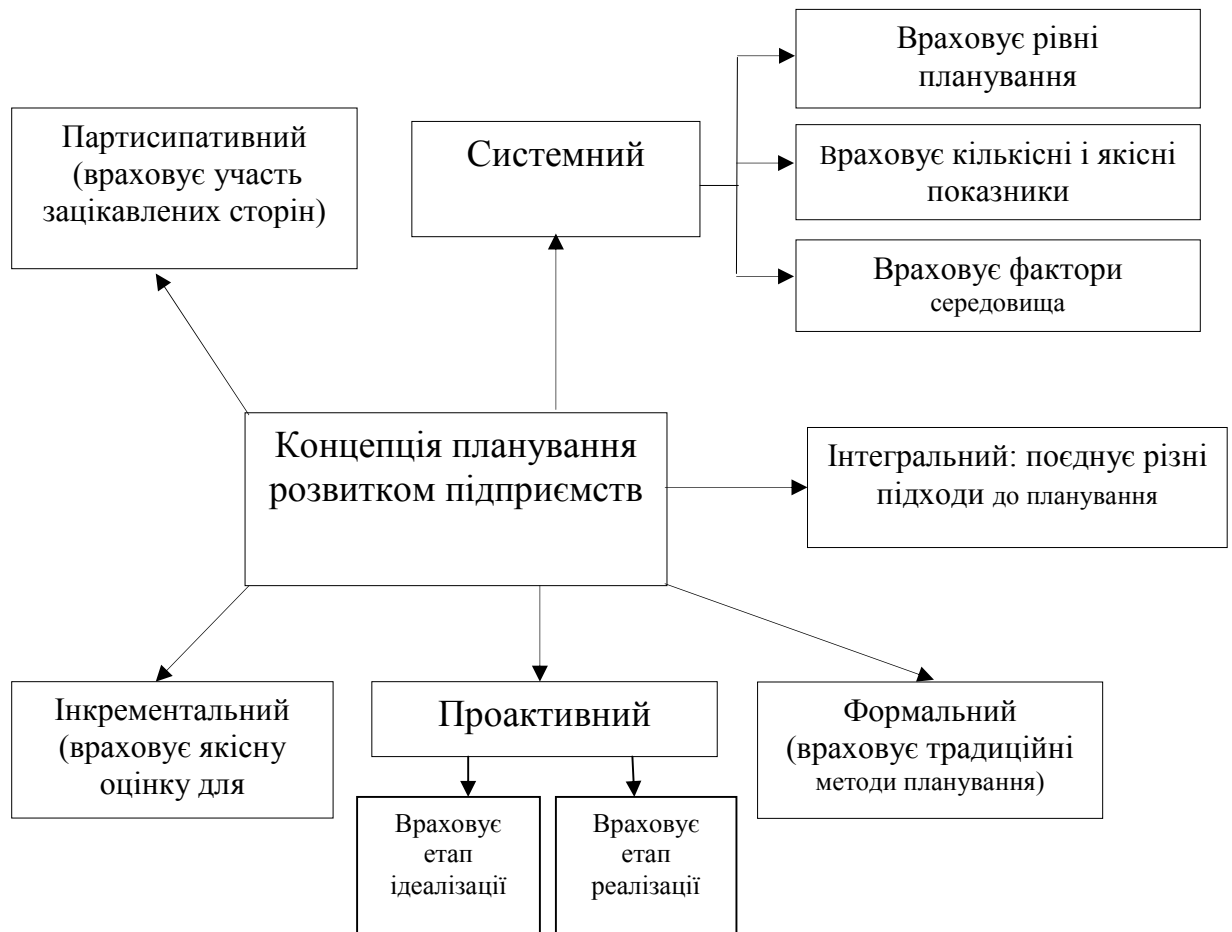 Враховує рівні
планування
Партисипативний
(враховує участь
зацікавлених сторін)
Системний
Враховує кількісні і якісні
показники
Враховує фактори
середовища
Концепція планування
розвитком підприємств
Інтегральний: поєднує різні
підходи до планування
Інкрементальний
(враховує якісну
оцінку для
Проактивний
Формальний
(враховує традиційні
методи планування)
Враховує
етап
ідеалізації
Враховує
етап
реалізації